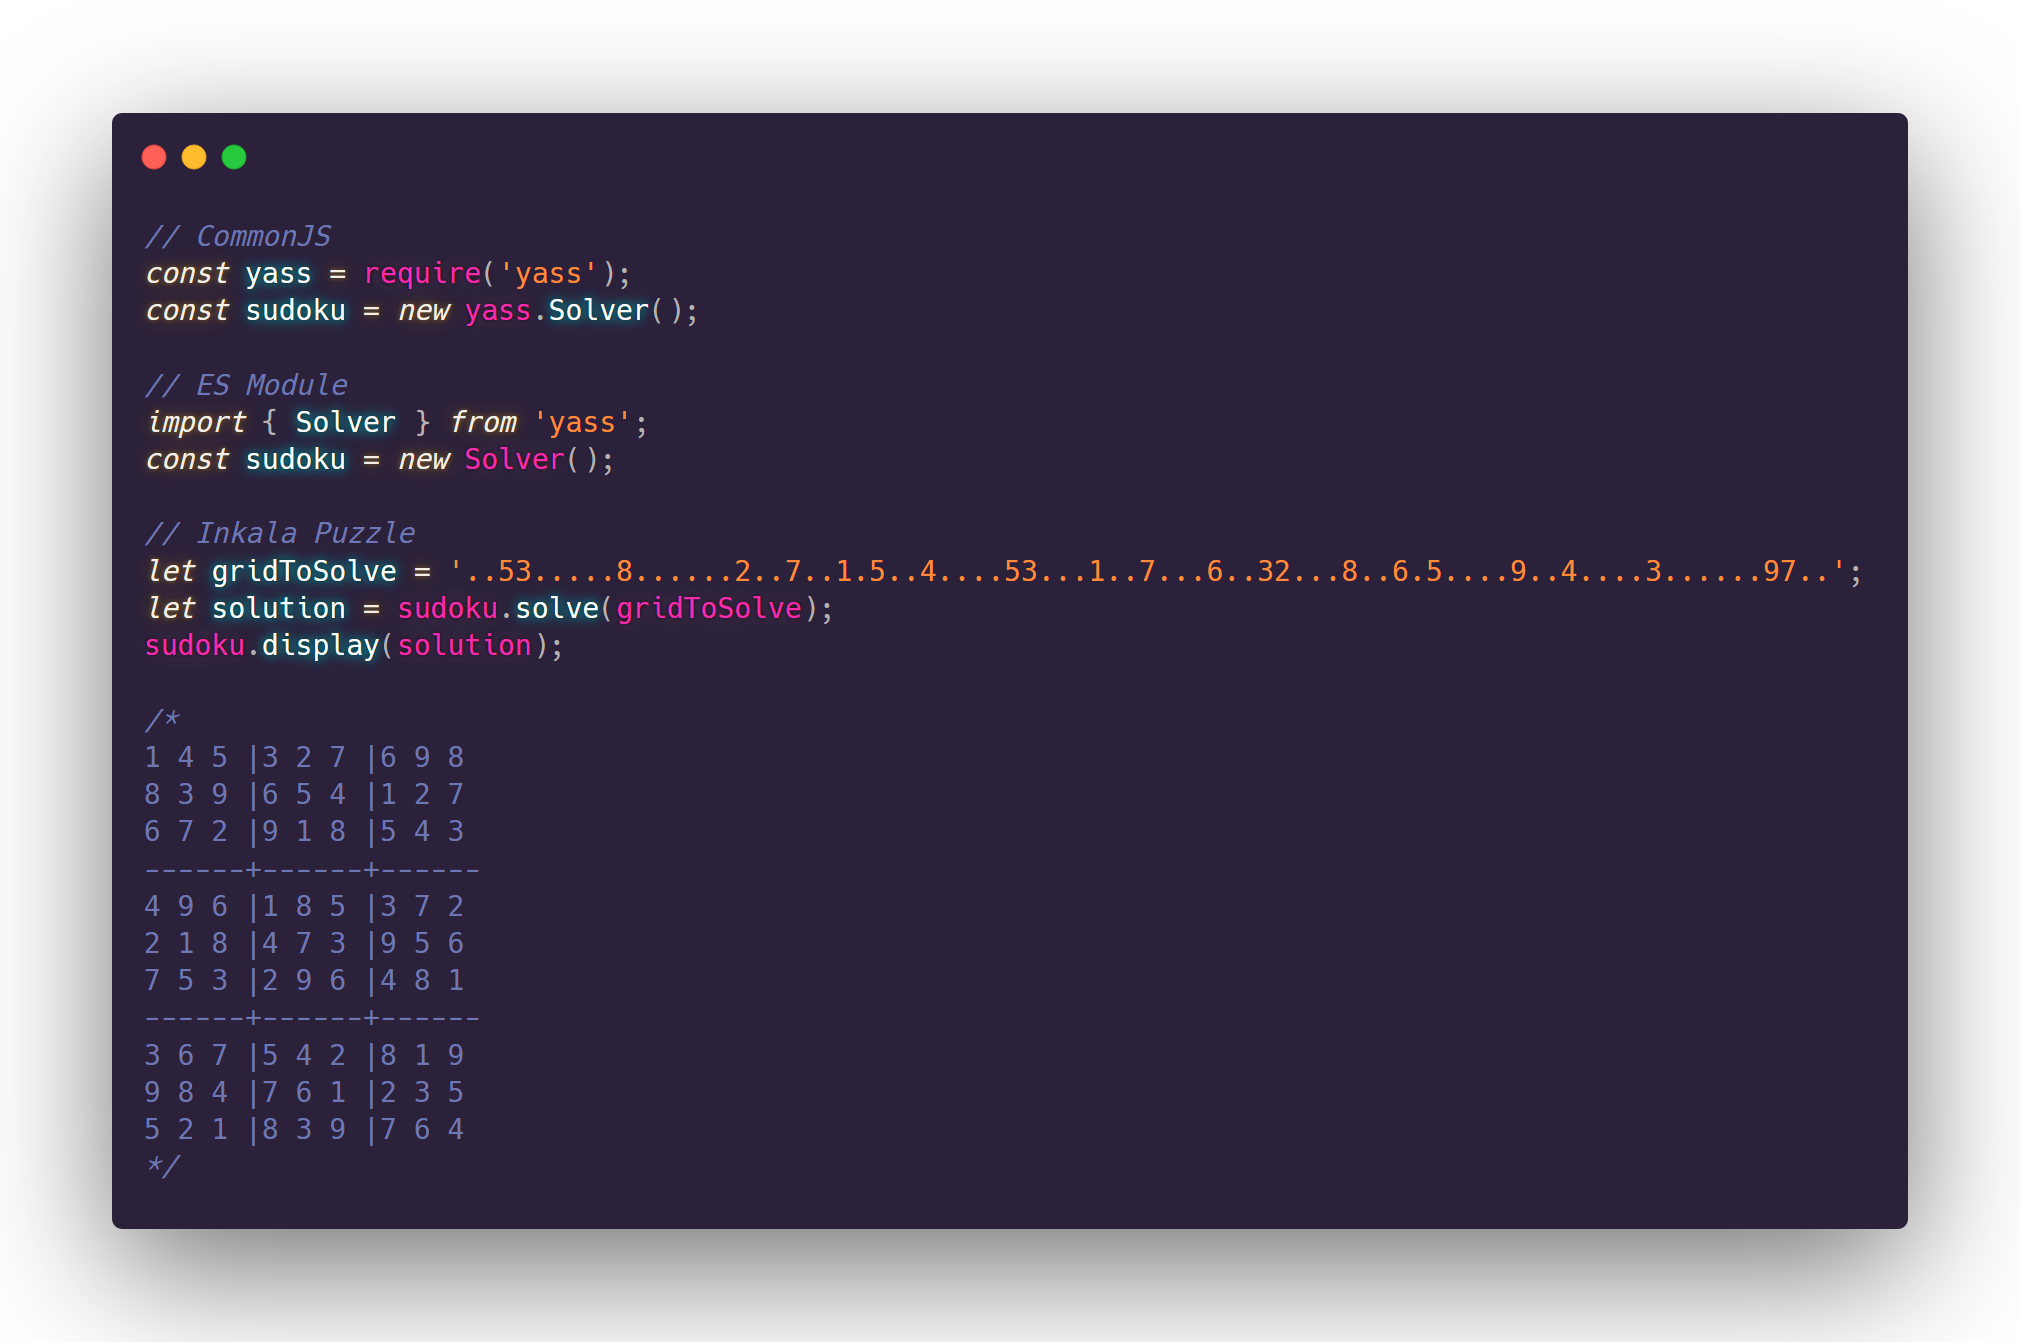 // CommonJS
const yass = require('yass');
const sudoku = new yass.Solver();
// ES Module
import { Solver } from 'yass';
const sudoku = new Solver();
// Inkala Puzzle
let gridToSolve = '..53.....8......2..7..1.5..4....53...1..7...6..32...8..6.5....9..4....3......97..';
let solution = sudoku.solve(gridToSolve);
sudoku.display(solution);
/*
1 4 5 |3 2 7 |6 9 8
8 3 9 |6 5 4 |1 2 7
6 7 2 |9 1 8 |5 4 3
------+------+------
4 9 6 |1 8 5 |3 7 2
2 1 8 |4 7 3 |9 5 6
7 5 3 |2 9 6 |4 8 1
------+------+------
3 6 7 |5 4 2 |8 1 9
9 8 4 |7 6 1 |2 3 5
5 2 1 |8 3 9 |7 6 4
*/